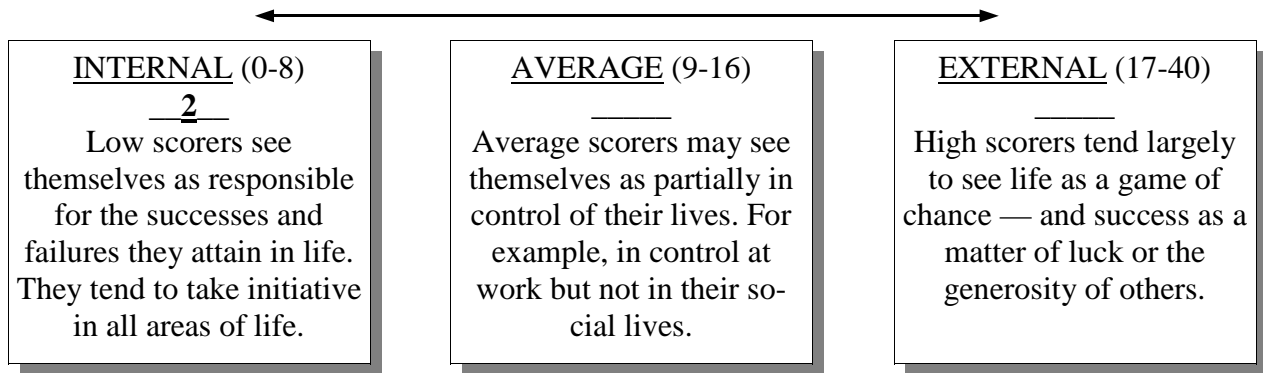 INTERNAL (0-8)
__2__
Low scorers see
themselves as responsible
for the successes and
failures they attain in life.
They tend to take initiative
in all areas of life.
AVERAGE (9-16)
_____
Average scorers may see
themselves as partially in
control of their lives. For
example, in control at
work but not in their so-
cial lives.
EXTERNAL (17-40)
_____
High scorers tend largely
to see life as a game of
chance — and success as a
matter of luck or the
generosity of others.